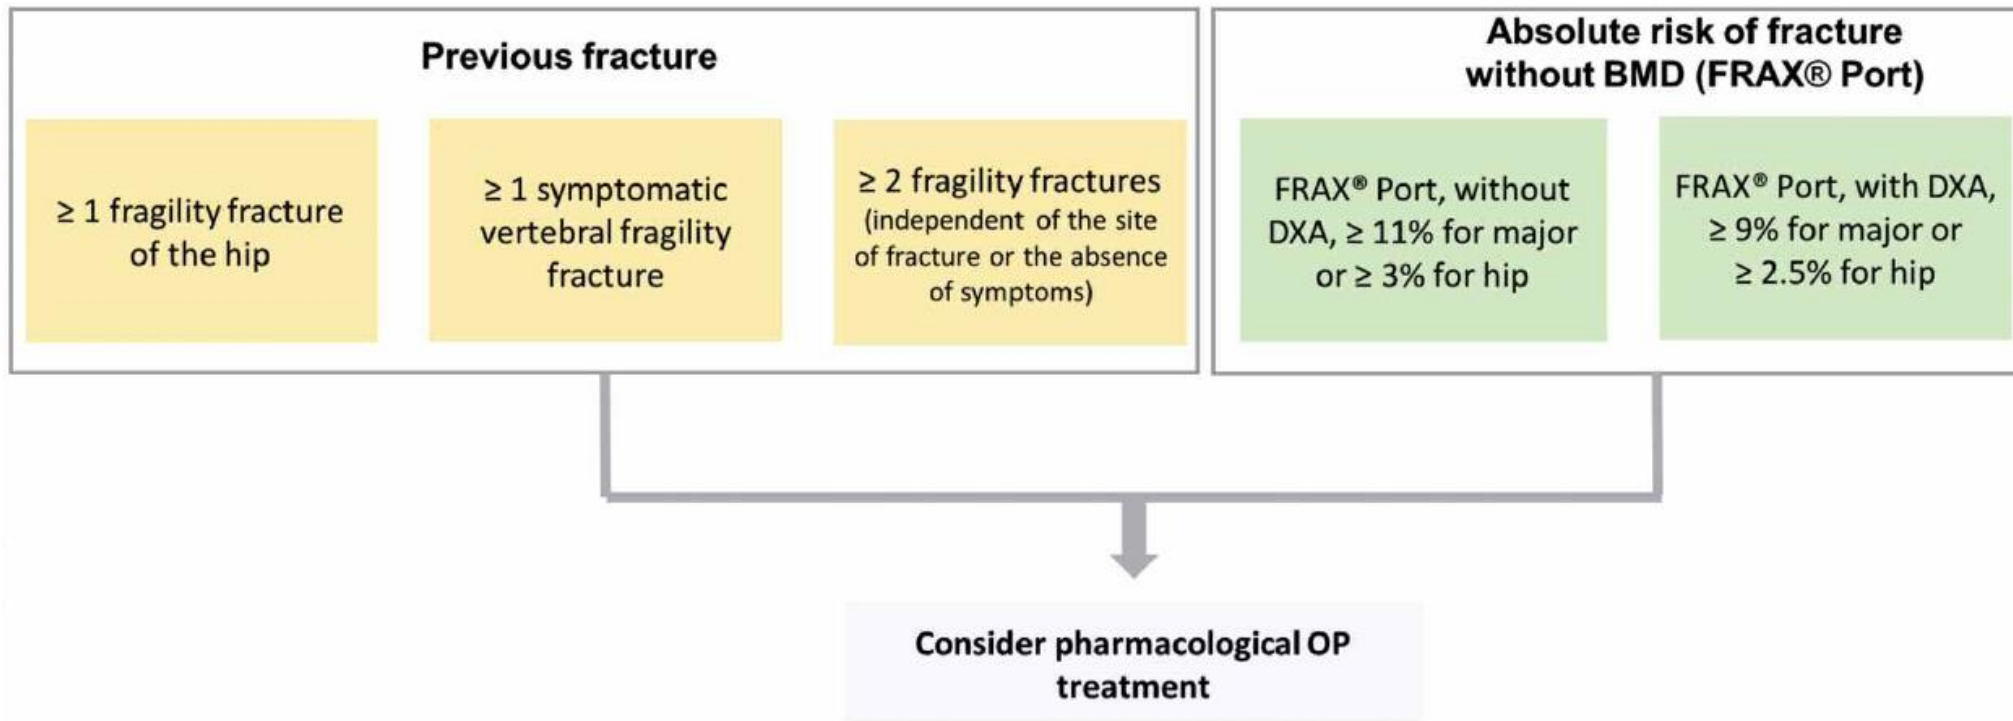 Previous fracture
≥ 1 fragility fracture
of the hip
≥ 1 symptomatic
vertebral fragility
fracture
≥ 2 fragility fractures
(independent of the site
of fracture or the absence
of symptoms)
Absolute risk of fracture
without BMD (FRAX® Port)
FRAX® Port, without
DXA, ≥ 11% for major
or ≥ 3% for hip
FRAX® Port, with DXA,
≥ 9% for major or
≥ 2.5% for hip
Consider pharmacological OP
treatment